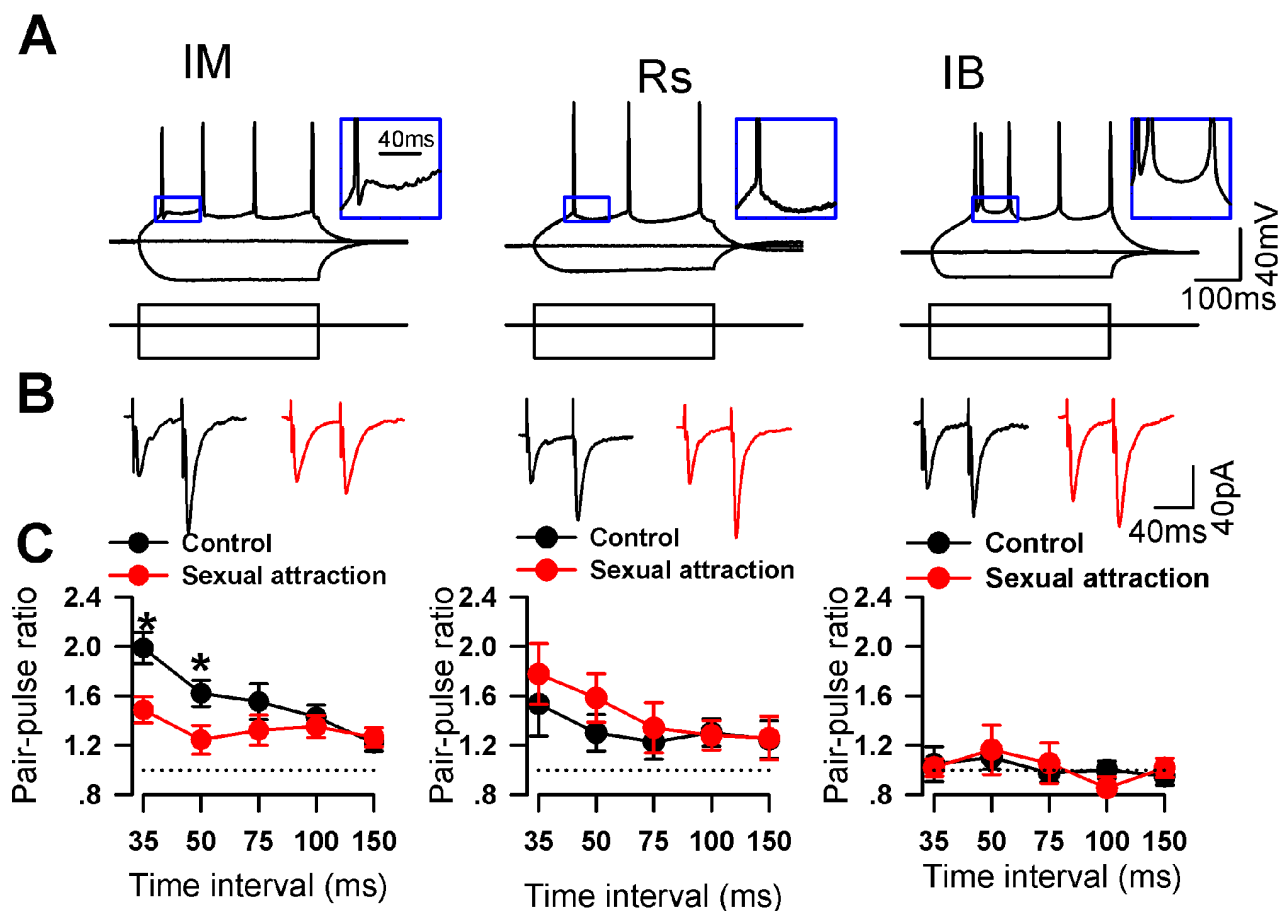 A
IM
Rs
IB
40ms
40mV
100ms
B
40pA
40ms
C
Control
Sexual attraction
Control
Sexual attraction
Control
Sexual attraction
Pair-pulse ratio
2.4
2.0
1.6
1.2
.8
* *
35 50 75 100 150
Time interval (ms)
Pair-pulse ratio
2.4
2.0
1.6
1.2
.8
35 50 75 100 150
Time interval (ms)
Pair-pulse ratio
2.4
2.0
1.6
1.2
.8
35 50 75 100 150
Time interval (ms)